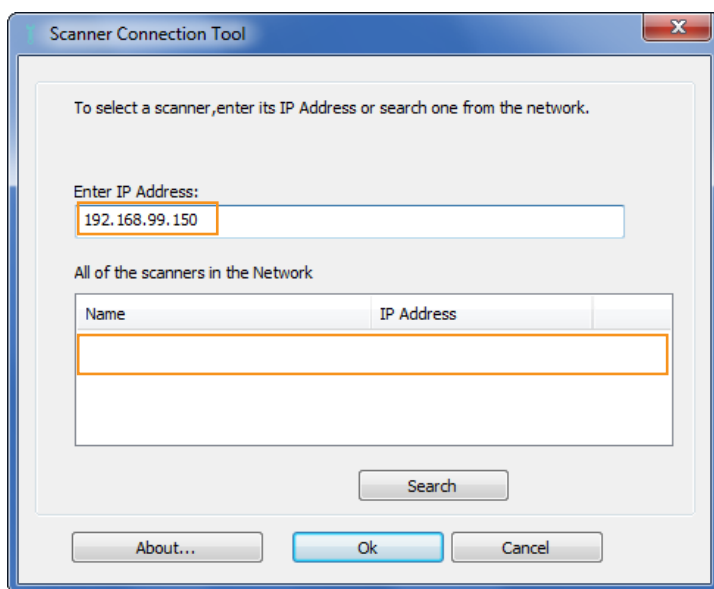 Scanner Connection Tool
To select a scanner,enter its IP Address or search one from the network.
Enter IP Address:
192.168.99.150
All of the scanners in the Network
Name IP Address
Search
About... Ok Cancel